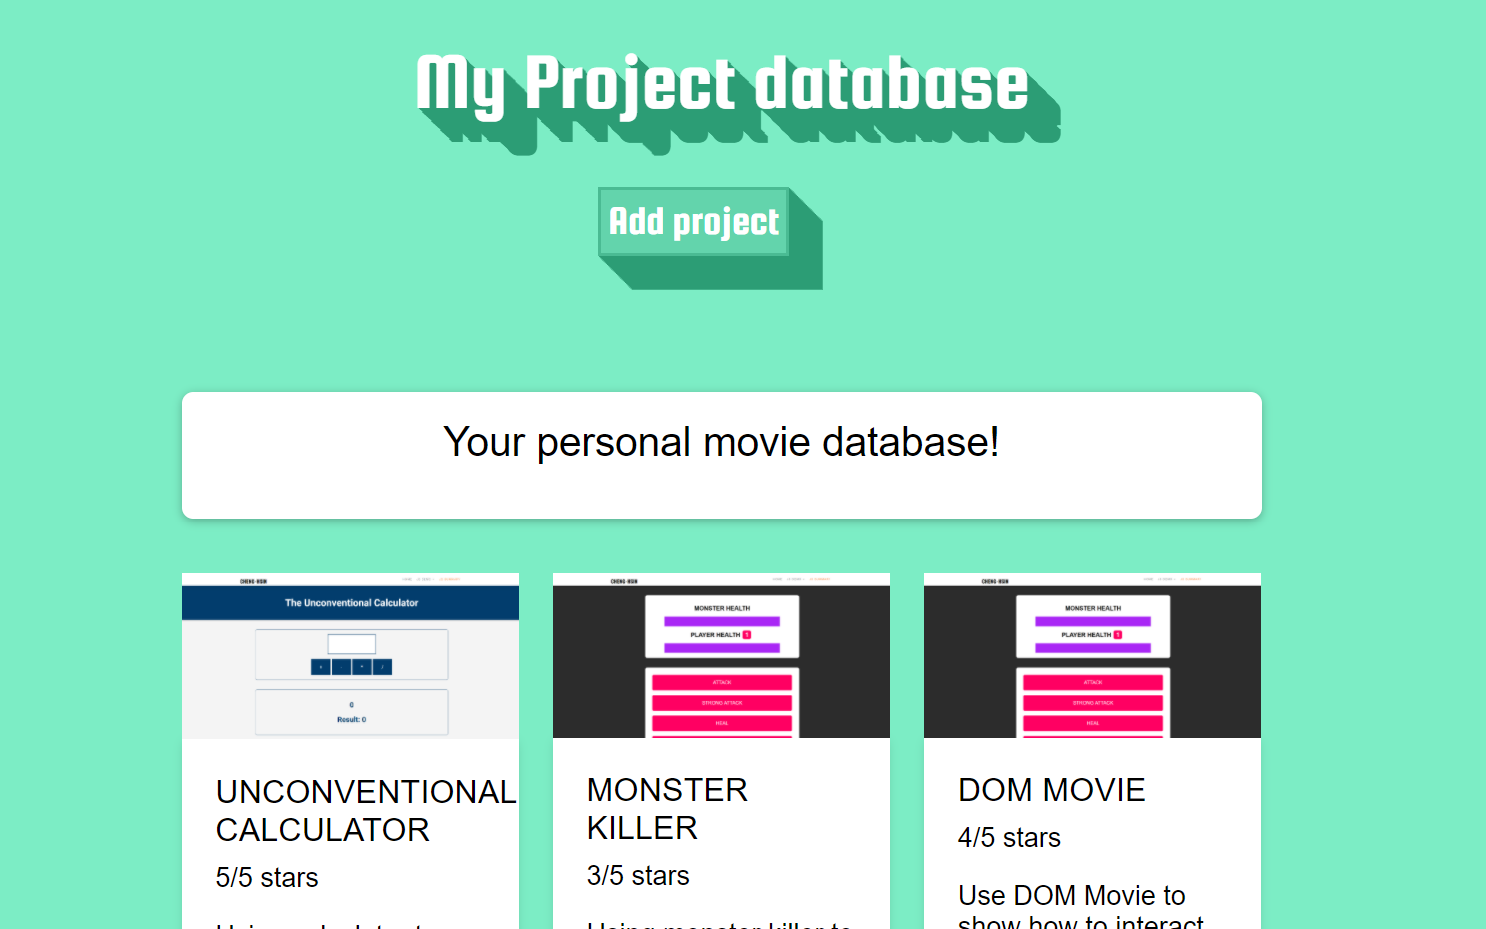 My Project database
Add project
Your personal movie database!
CHENG-HSIN
The Unconventional Calculator
0
Result: 0
UNCONVENTIONAL
CALCULATOR
5/5 stars
CHENG-HSIN
MONSTER HEALTH
PLAYER HEALTH 1
ATTACK
STRONG ATTACK
HEAL
MONSTER
KILLER
3/5 stars
CHENG-HSIN
MONSTER HEALTH
PLAYER HEALTH 1
ATTACK
STRONG ATTACK
HEAL
DOM MOVIE
4/5 stars
Use DOM Movie to
show how to interact